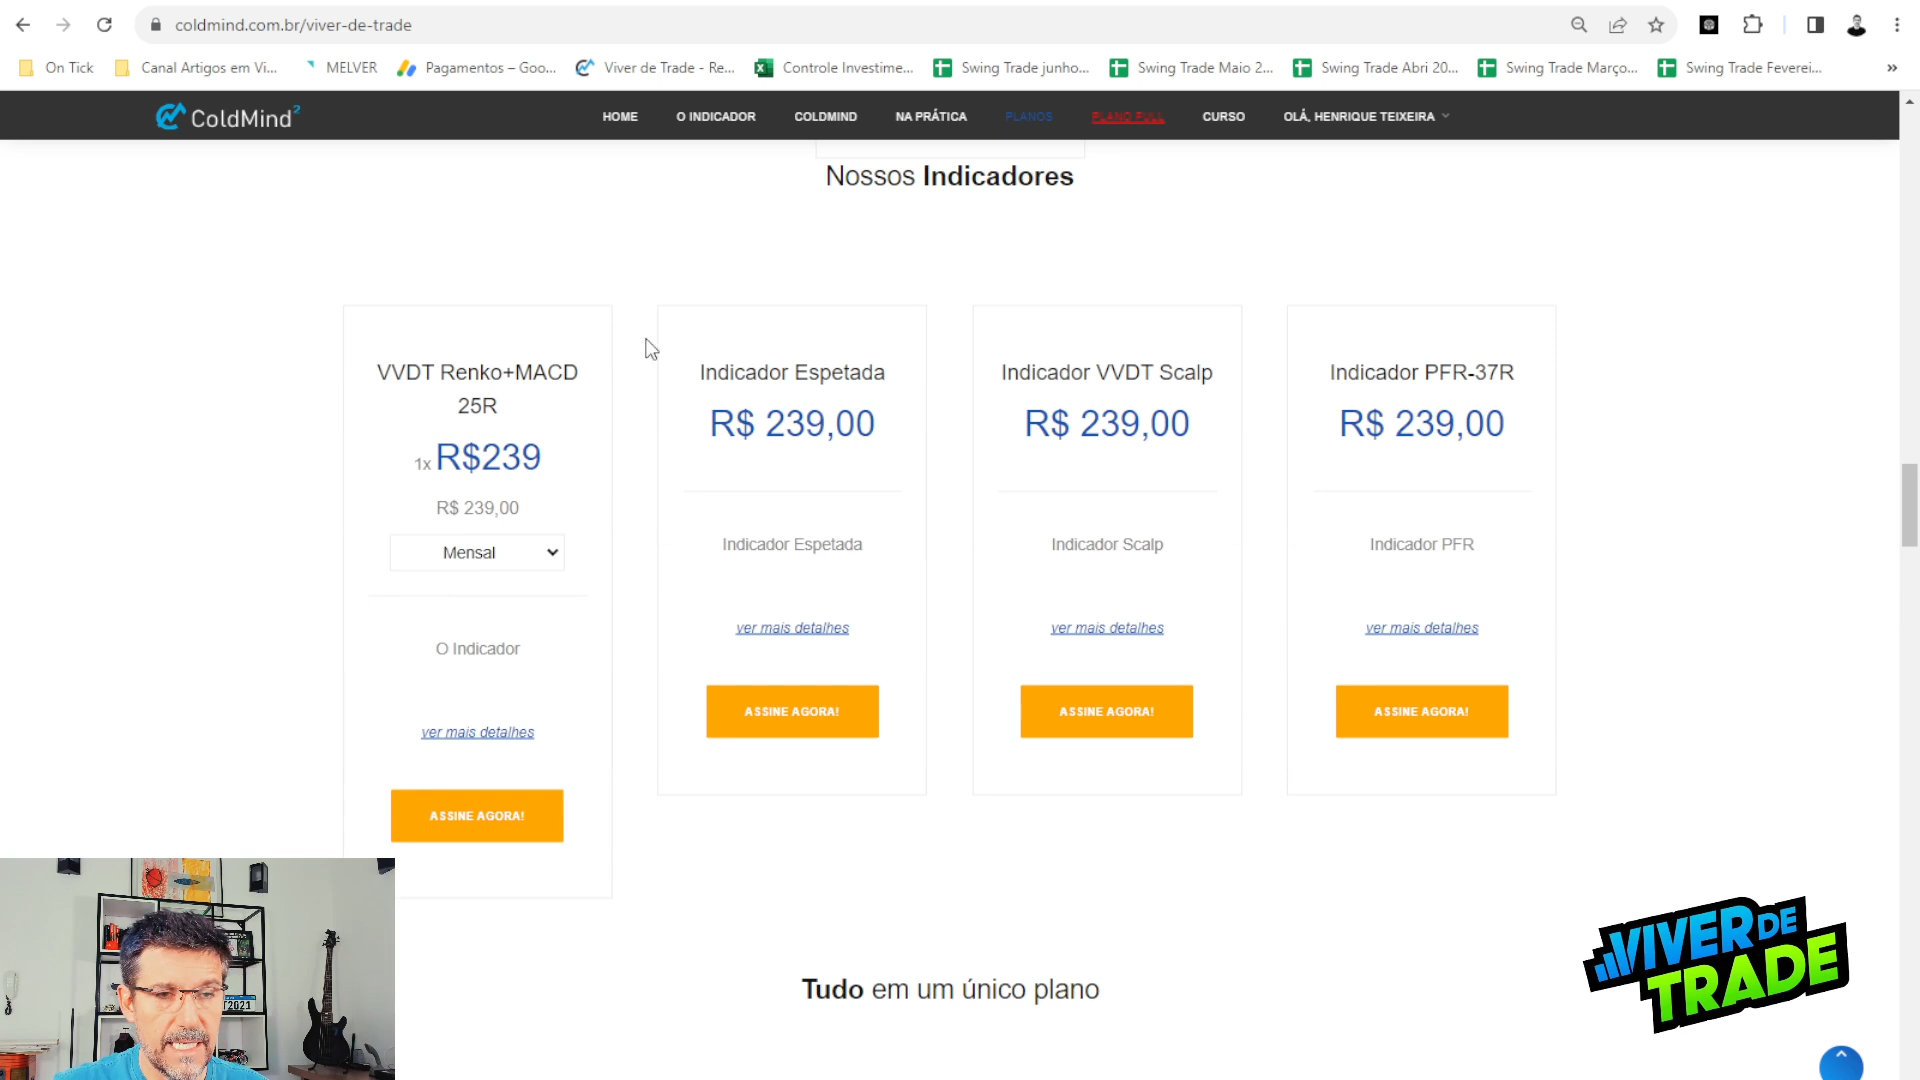 coldmind.com.br/viver-de-trade
On Tick
Canal Artigos em Vi...
MELVER
Pagamentos – Goo...
Viver de Trade - Re...
Controle Investime...
Swing Trade junho...
Swing Trade Maio 2...
Swing Trade Abri 20...
Swing Trade Março...
Swing Trade Feverei...
»
ColdMind²
HOME
O INDICADOR
COLDMIND
NA PRÁTICA
PLANOS
PLANO FULL
CURSO
OLÁ, HENRIQUE TEIXEIRA
Nossos Indicadores
VVDT Renko+MACD
25R
1x R$239
R$ 239,00
Mensal
O Indicador
ver mais detalhes
ASSINE AGORA!
Indicador Espetada
R$ 239,00
Indicador Espetada
ver mais detalhes
ASSINE AGORA!
Indicador VVDT Scalp
R$ 239,00
Indicador Scalp
ver mais detalhes
ASSINE AGORA!
Indicador PFR-37R
R$ 239,00
Indicador PFR
ver mais detalhes
ASSINE AGORA!
Tudo em um único plano
VIVER DE
TRADE
2021